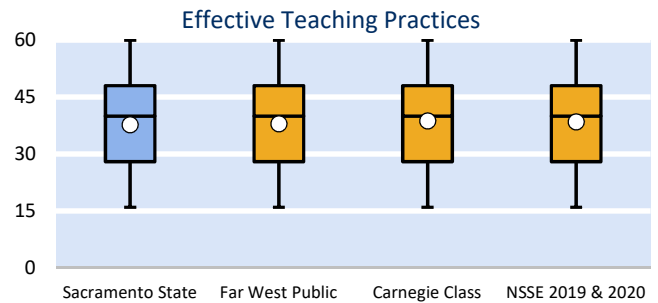 Effective Teaching Practices
60
45
30
15
0
Sacramento State Far West Public Carnegie Class NSSE 2019 & 2020